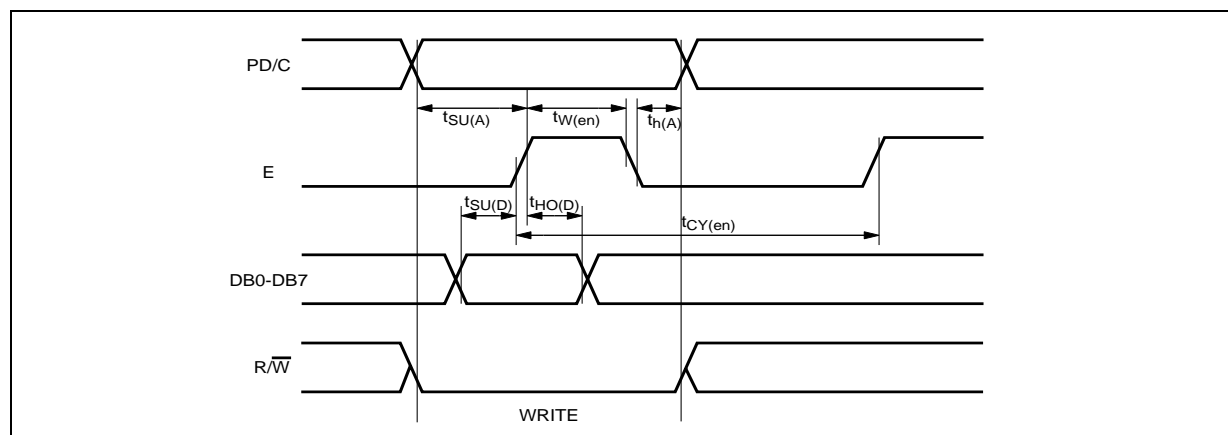 PD/C
tSU(A) tW(en) th(A)
E
tSU(D) tHO(D)
tCY(en)
DB0-DB7
R/W̅
WRITE